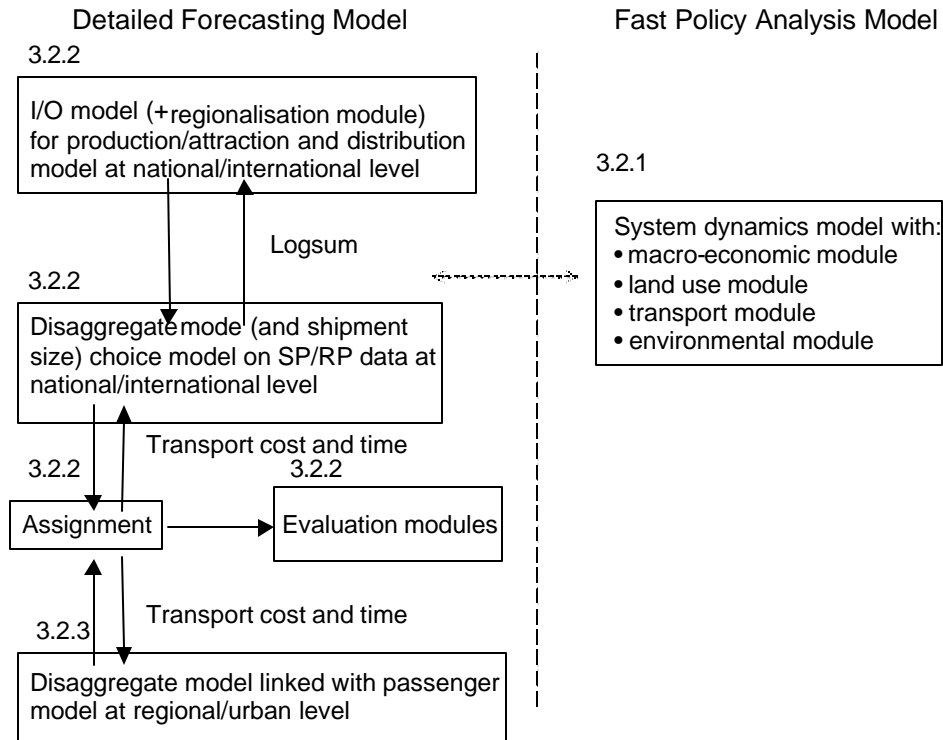 Detailed Forecasting Model
Fast Policy Analysis Model
3.2.2
I/O model (+regionalisation module)
for production/attraction and distribution
model at national/international level
Logsum
3.2.2
Disaggregate mode (and shipment
size) choice model on SP/RP data at
national/international level
Transport cost and time
3.2.2
3.2.2
Assignment
Evaluation modules
Transport cost and time
3.2.3
Disaggregate model linked with passenger
model at regional/urban level
3.2.1
System dynamics model with:
• macro-economic module
• land use module
• transport module
• environmental module